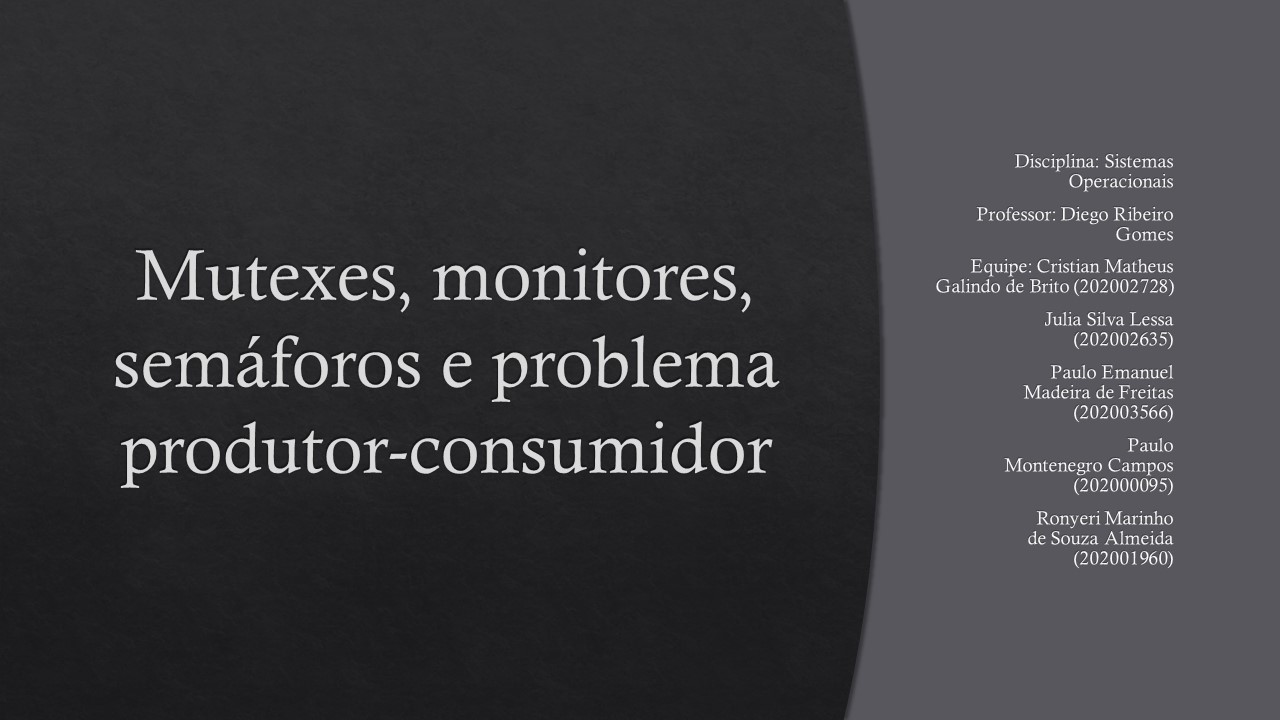 Mutexes, monitores,
semáforos e problema
produtor-consumidor
Disciplina: Sistemas
Operacionais
Professor: Diego Ribeiro
Gomes
Equipe: Cristian Matheus
Galindo de Brito (202002728)
Julia Silva Lessa
(202002635)
Paulo Emanuel
Madeira de Freitas
(202003566)
Paulo
Montenegro Campos
(202000095)
Ronyeri Marinho
de Souza Almeida
(202001960)